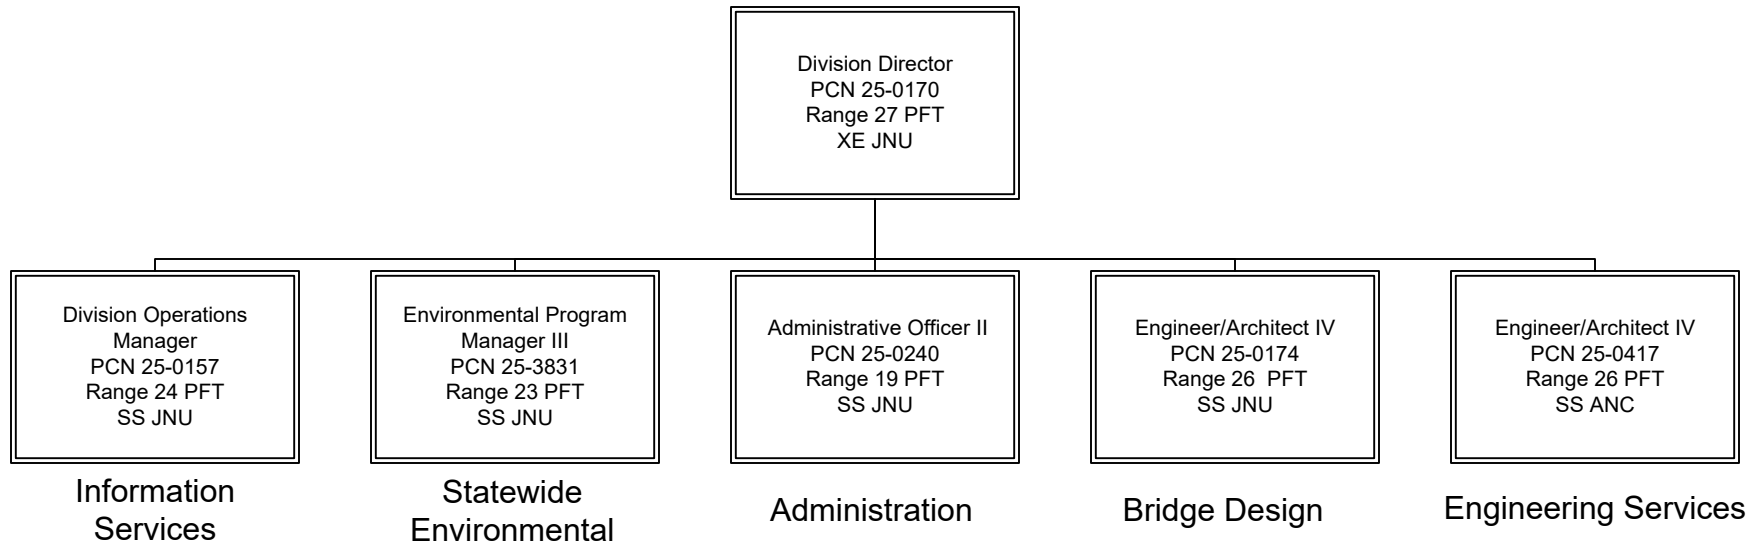 Division Director
PCN 25-0170
Range 27 PFT
XE JNU
Division Operations
Manager
PCN 25-0157
Range 24 PFT
SS JNU
Information
Services
Environmental Program
Manager III
PCN 25-3831
Range 23 PFT
SS JNU
Statewide
Environmental
Administrative Officer II
PCN 25-0240
Range 19 PFT
SS JNU
Administration
Engineer/Architect IV
PCN 25-0174
Range 26  PFT
SS JNU
Bridge Design
Engineer/Architect IV
PCN 25-0417
Range 26 PFT
SS ANC
Engineering Services